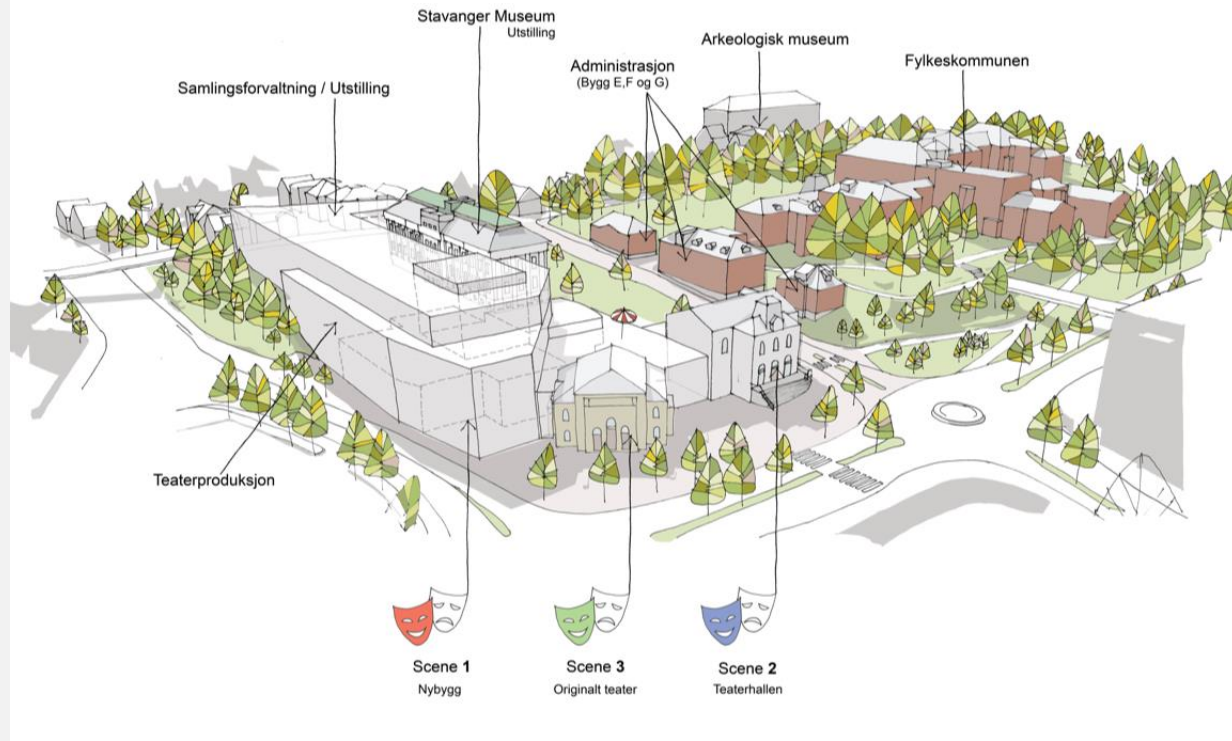 Stavanger Museum
Utstilling
Arkeologisk museum
Administrasjon
(Bygg E,F og G)
Fylkeskommunen
Samlingsforvaltning / Utstilling
Teaterproduksjon
Scene 1
Nybygg
Scene 3
Originalt teater
Scene 2
Teaterhallen